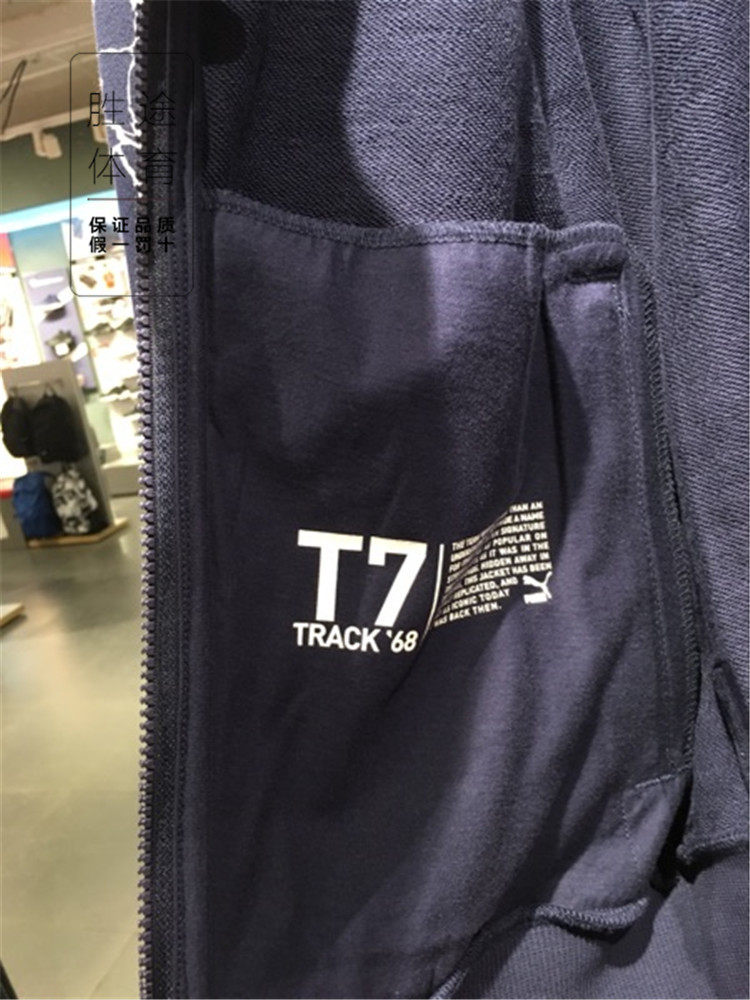 胜途
体育
保证品质
假一罚十
T7
TRACK '68
THAN AN
A NAME
SIGNATURE
POPULAR ON
IT WAS IN THE
HIDDEN AWAY IN
THIS JACKET HAS BEEN
REPLICATED, AND
AS ICONIC TODAY
WAS BACK THEN.